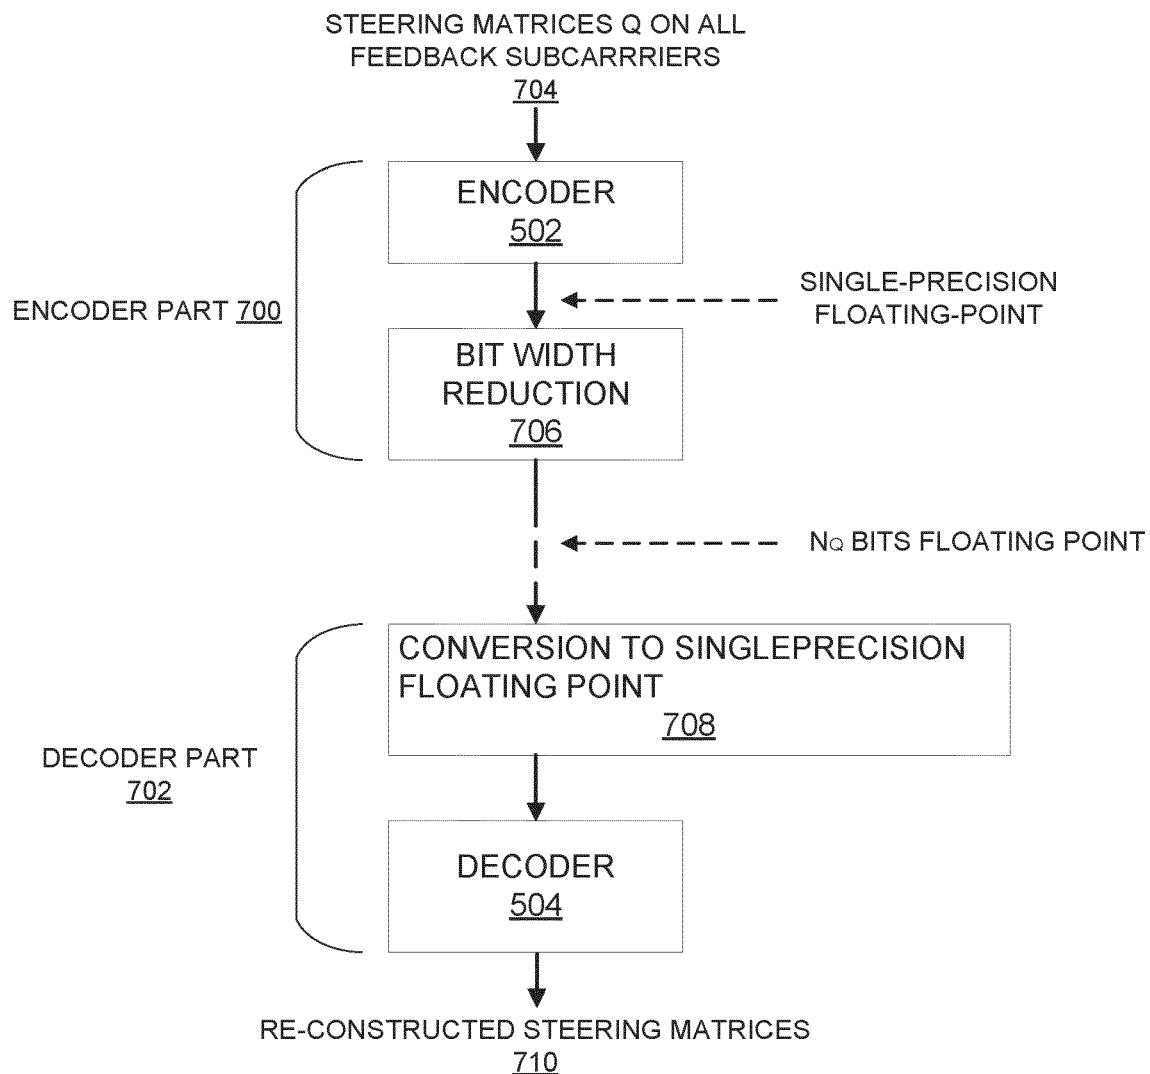 STEERING MATRICES Q ON ALL
FEEDBACK SUBCARRRIERS
704
ENCODER
502
SINGLE-PRECISION
FLOATING-POINT
ENCODER PART 700
BIT WIDTH
REDUCTION
706
NQ BITS FLOATING POINT
CONVERSION TO SINGLEPRECISION
FLOATING POINT
708
DECODER PART
702
DECODER
504
RE-CONSTRUCTED STEERING MATRICES
710